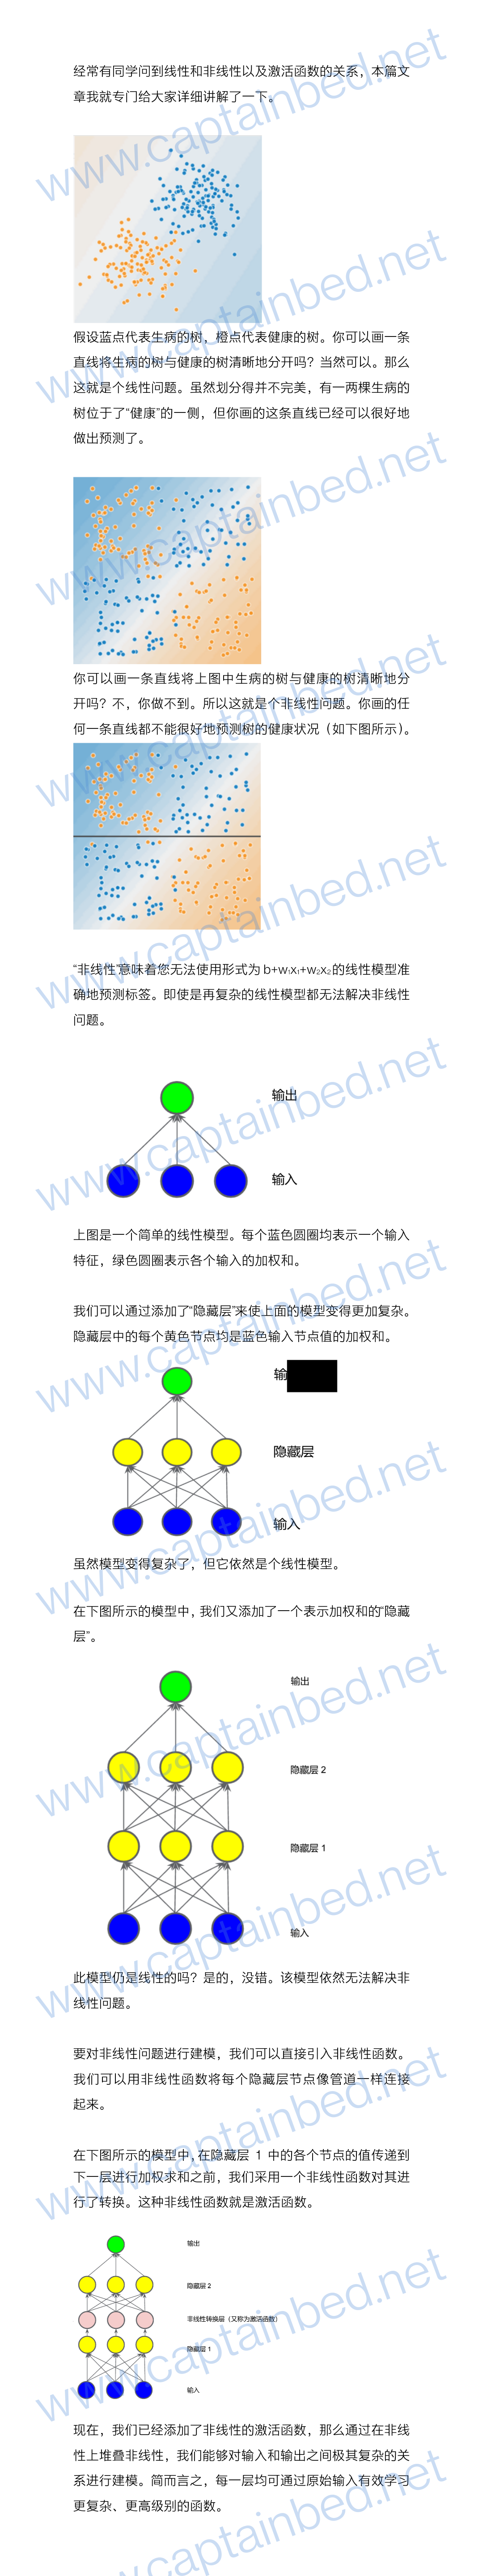 经常有同学问到线性和非线性以及激活函数的关系，本篇文
章我就专门给大家详细讲解了一下。
假设蓝点代表生病的树，橙点代表健康的树。你可以画一条
直线将生病的树与健康的树清晰地分开吗？当然可以。那么
这就是个线性问题。虽然划分得并不完美，有一两棵生病的
树位于了“健康”的一侧，但你画的这条直线已经可以很好地
做出预测了。
你可以画一条直线将上图中生病的树与健康的树清晰地分
开吗？不，你做不到。所以这就是个非线性问题。你画的任
何一条直线都不能很好地预测树的健康状况（如下图所示）。
“非线性”意味着您无法使用形式为 b+w₁x₁+w₂x₂ 的线性模型准
确地预测标签。即使是再复杂的线性模型都无法解决非线性
问题。
输出
输入
上图是一个简单的线性模型。每个蓝色圆圈均表示一个输入
特征，绿色圆圈表示各个输入的加权和。
我们可以通过添加了“隐藏层”来使上面的模型变得更加复杂。
隐藏层中的每个黄色节点均是蓝色输入节点值的加权和。
输
隐藏层
输入
虽然模型变得复杂了，但它依然是个线性模型。
在下图所示的模型中，我们又添加了一个表示加权和的“隐藏
层”。
输出
隐藏层 2
隐藏层 1
输入
此模型仍是线性的吗？是的，没错。该模型依然无法解决非
线性问题。
要对非线性问题进行建模，我们可以直接引入非线性函数。
我们可以用非线性函数将每个隐藏层节点像管道一样连接
起来。
在下图所示的模型中，在隐藏层 1 中的各个节点的值传递到
下一层进行加权求和之前，我们采用一个非线性函数对其进
行了转换。这种非线性函数就是激活函数。
输出
隐藏层 2
非线性转换层（又称为激活函数）
隐藏层 1
输入
现在，我们已经添加了非线性的激活函数，那么通过在非线
性上堆叠非线性，我们能够对输入和输出之间极其复杂的关
系进行建模。简而言之，每一层均可通过原始输入有效学习
更复杂、更高级别的函数。
www.captainbed.net
www.captainbed.net
www.captainbed.net
www.captainbed.net
www.captainbed.net
www.captainbed.net
www.captainbed.net
www.captainbed.net
www.captainbed.net
www.captainbed.net
www.captainbed.net
www.captainbed.net